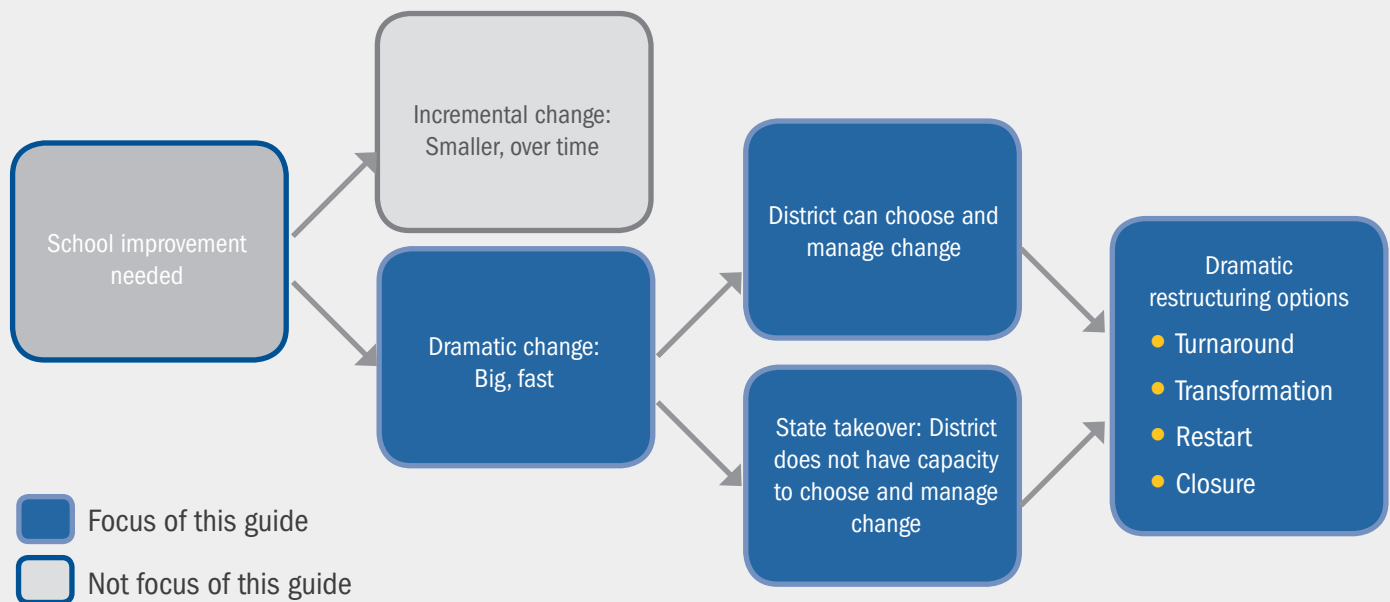 School improvement
needed
Incremental change:
Smaller, over time
Dramatic change:
Big, fast
District can choose and
manage change
State takeover: District
does not have capacity
to choose and manage
change
Dramatic
restructuring options
• Turnaround
• Transformation
• Restart
• Closure
Focus of this guide
Not focus of this guide